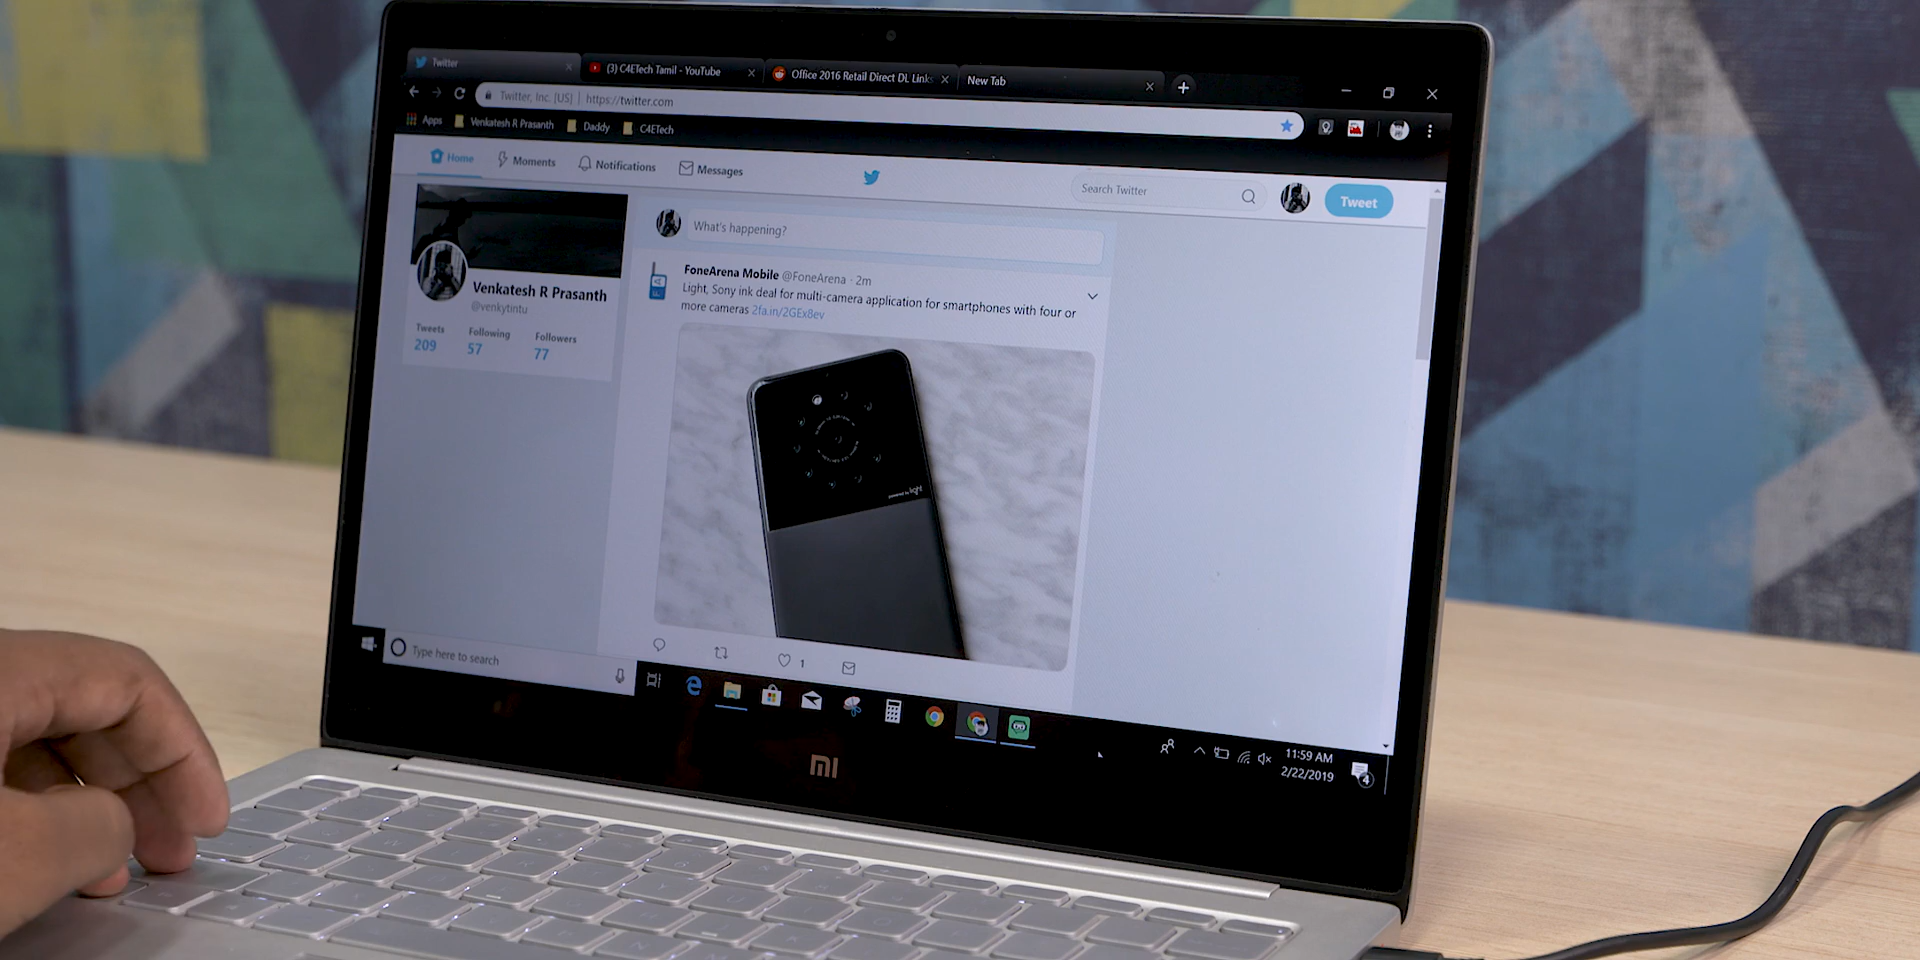 Twitter
(3) C4ETech Tamil - YouTube
Office 2016 Retail Direct DL Links
New Tab
Twitter, Inc. [US] | https://twitter.com
Apps
Venkatesh R Prasanth
Daddy
C4ETech
Home
Moments
Notifications
Messages
Search Twitter
Tweet
What's happening?
Venkatesh R Prasanth
@venkytintu
Tweets Following Followers
209 57 77
FoneArena Mobile @FoneArena · 2m
Light, Sony ink deal for multi-camera application for smartphones with four or
more cameras 2fa.in/2GEx8ev
powered by light
1
Type here to search
11:59 AM
2/22/2019
4
mi